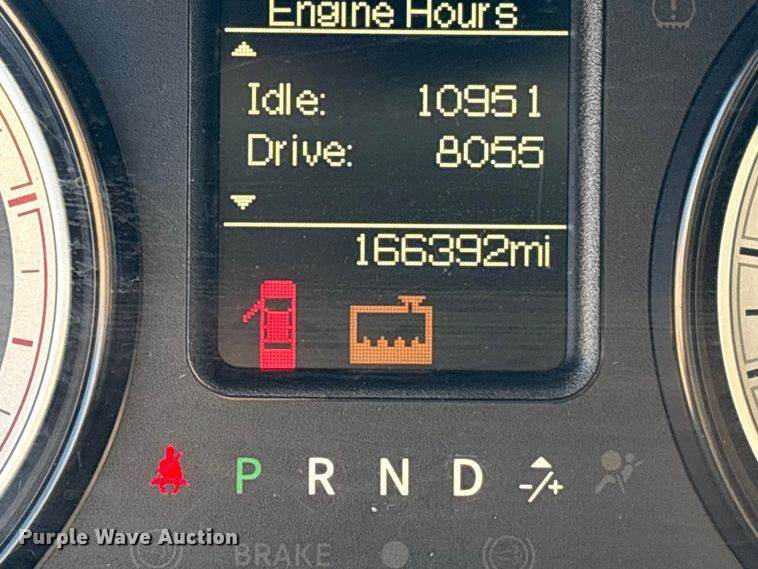 Engine Hours
Idle: 10951
Drive: 8055
166392mi
P R N D -/+
BRAKE
Purple Wave Auction